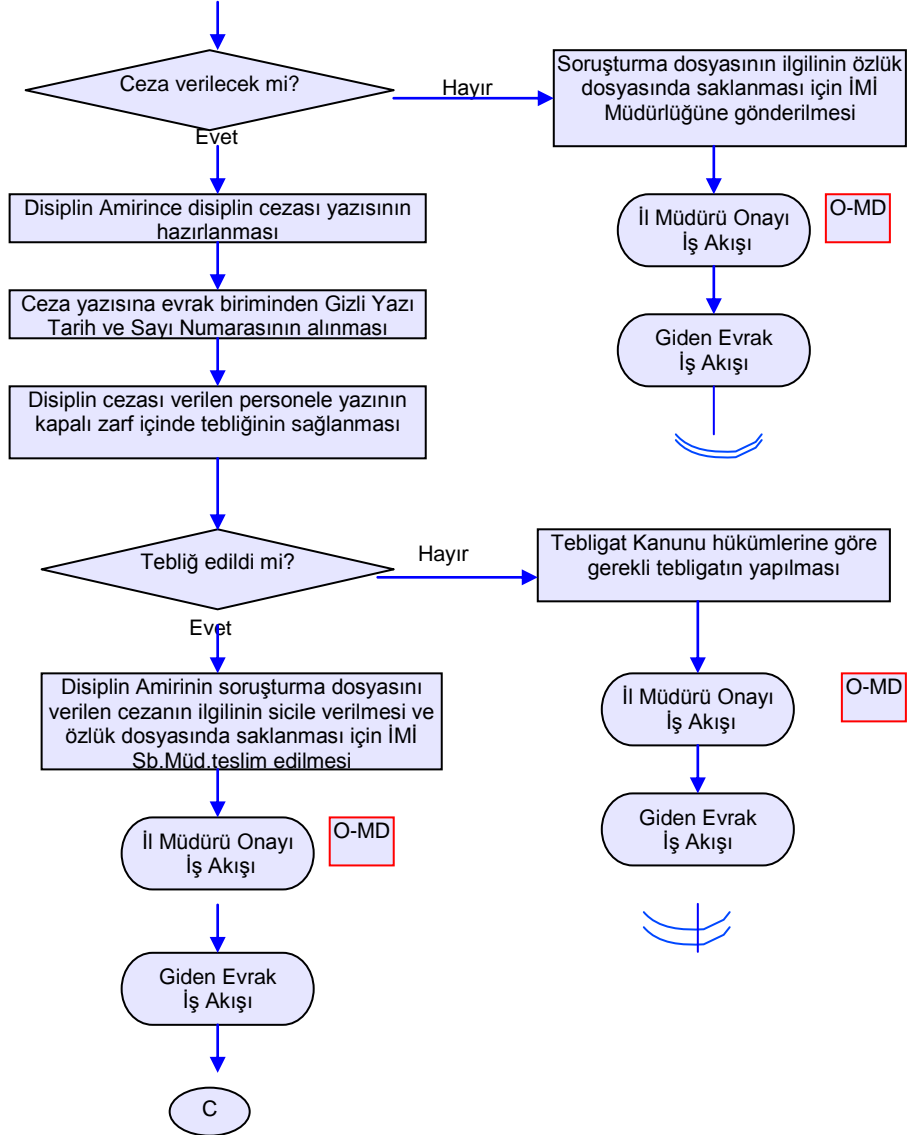 Ceza verilecek mi?
Hayır
Soruşturma dosyasının ilgilinin özlük
dosyasında saklanması için İMİ
Müdürlüğüne gönderilmesi
Evet
İl Müdürü Onayı
İş Akışı
O-MD
Disiplin Amirince disiplin cezası yazısının
hazırlanması
Ceza yazısına evrak biriminden Gizli Yazı
Tarih ve Sayı Numarasının alınması
Giden Evrak
İş Akışı
Disiplin cezası verilen personele yazının
kapalı zarf içinde tebliğinin sağlanması
Tebliğ edildi mi?
Hayır
Tebligat Kanunu hükümlerine göre
gerekli tebligatın yapılması
Evet
Disiplin Amirinin soruşturma dosyasını
verilen cezanın ilgilinin sicile verilmesi ve
özlük dosyasında saklanması için İMİ
Sb.Müd.teslim edilmesi
İl Müdürü Onayı
İş Akışı
O-MD
Giden Evrak
İş Akışı
İl Müdürü Onayı
İş Akışı
O-MD
Giden Evrak
İş Akışı
C